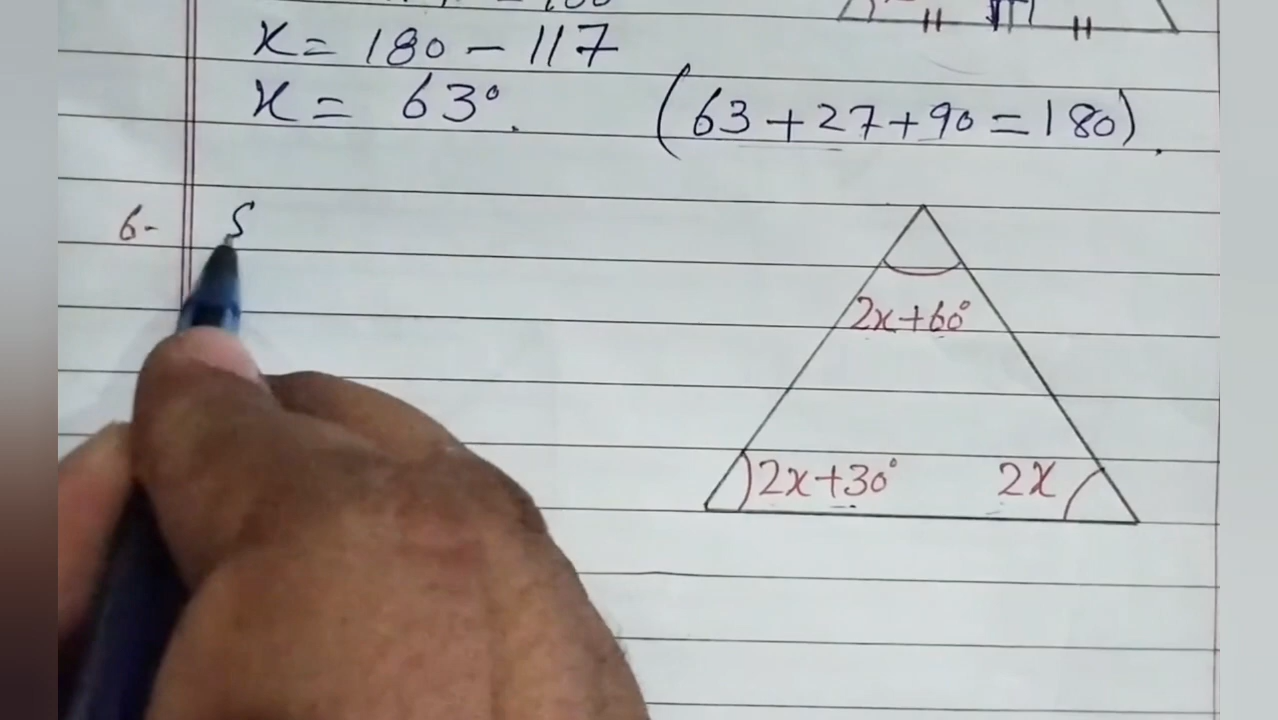 x = 180 - 117
x = 63° (63+27+90=180).
6- S
2x+60°
2x+30° 2x